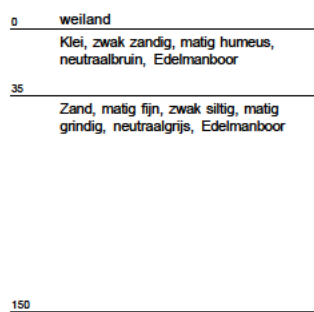 0 weiland
Klei, zwak zandig, matig humeus,
neutraalbruin, Edelmanboor
35
Zand, matig fijn, zwak siltig, matig
grindig, neutraalgrijs, Edelmanboor
150